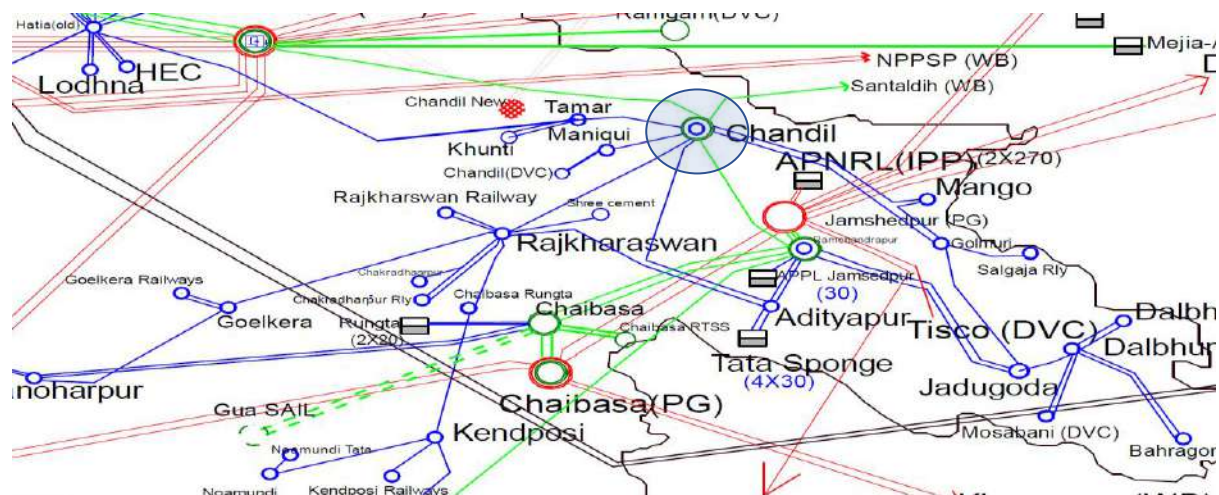 Hatia(old)
Ramgarh(DVC)
Mejia-
Lodhna
HEC
NPPSP (WB)
Santaldih (WB)
Chandil New
Tamar
Maniqui
Khunti
Chandil
Chandil(DVC)
APNRL(IPP)(2X270)
Mango
Rajkharswan Railway
Shree cement
Jamshedpur (PG)
Rajkharaswan
Ramchandrapur
Golmuri
Salgaja Rly
Goelkera Railways
Chakradharpur
Chakradharpur Rly
Chaibasa Rungta
APPL Jamsedpur
(30)
Goelkera
Rungta
(2X20)
Chaibasa
Chaibasa RTSS
Adityapur
Tisco (DVC)
Dalbh
Dalbhum
Tata Sponge
(4X30)
noharpur
Jadugoda
Gua SAIL
Chaibasa(PG)
Kendposi
Mosabani (DVC)
Bahragor
Noamundi Tata
Noamundi
Kendposi Railways